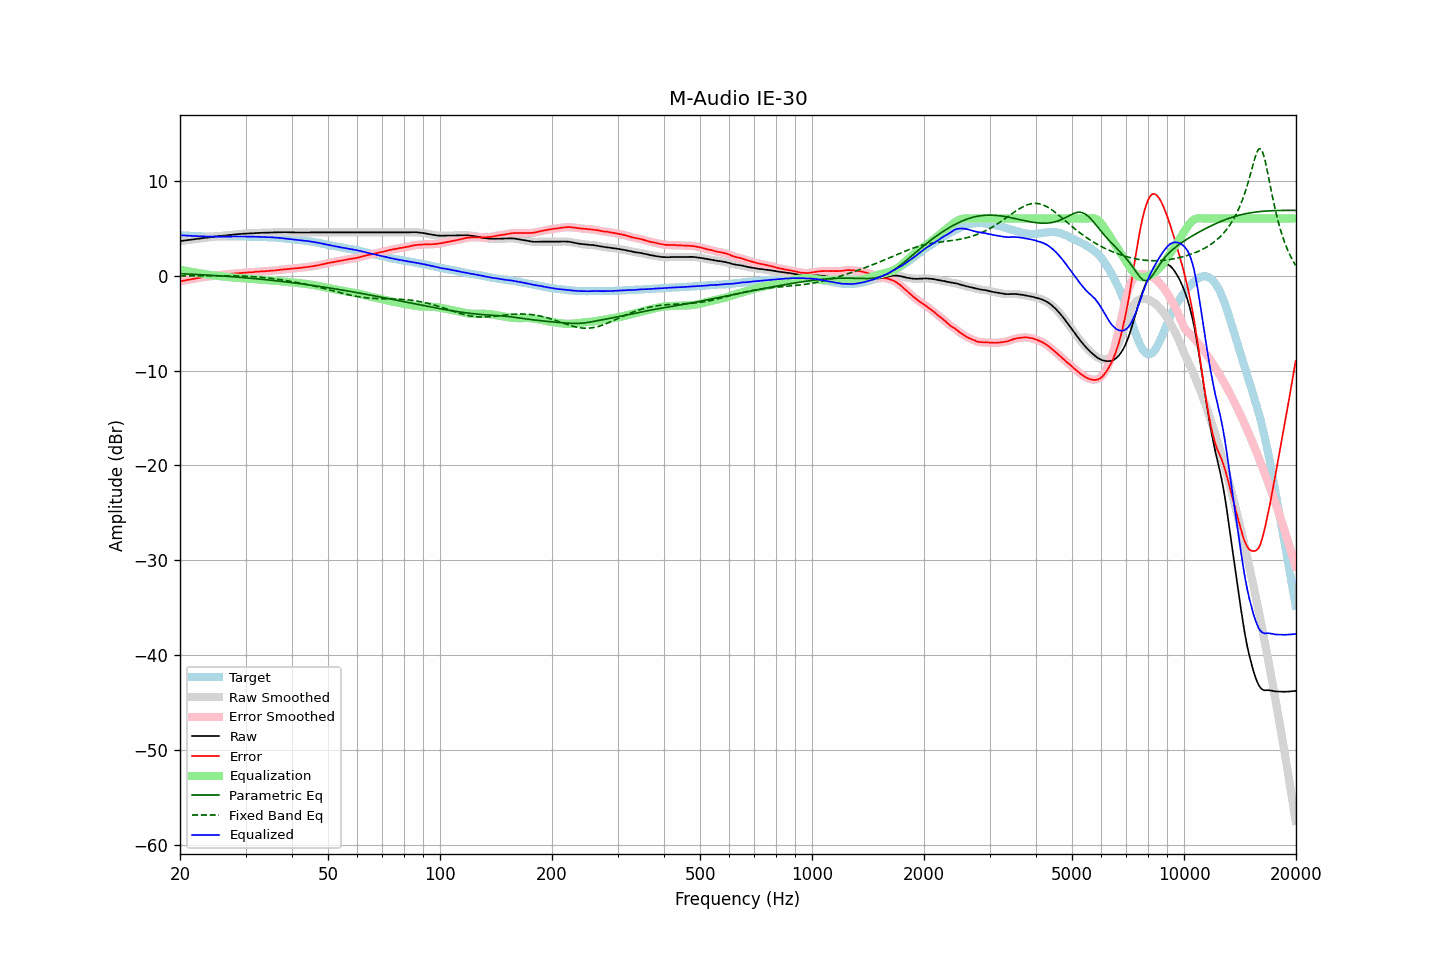 M-Audio IE-30
Amplitude (dBr)
10
0
−10
−20
−30
−40
−50
−60
Target
Raw Smoothed
Error Smoothed
Raw
Error
Equalization
Parametric Eq
Fixed Band Eq
Equalized
20 50 100 200 500 1000 2000 5000 10000 20000
Frequency (Hz)